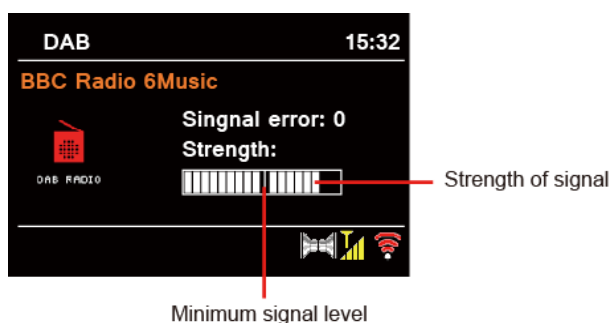 DAB 15:32
BBC Radio 6Music
Singnal error: 0
Strength:
DAB RADIO
Strength of signal
Minimum signal level